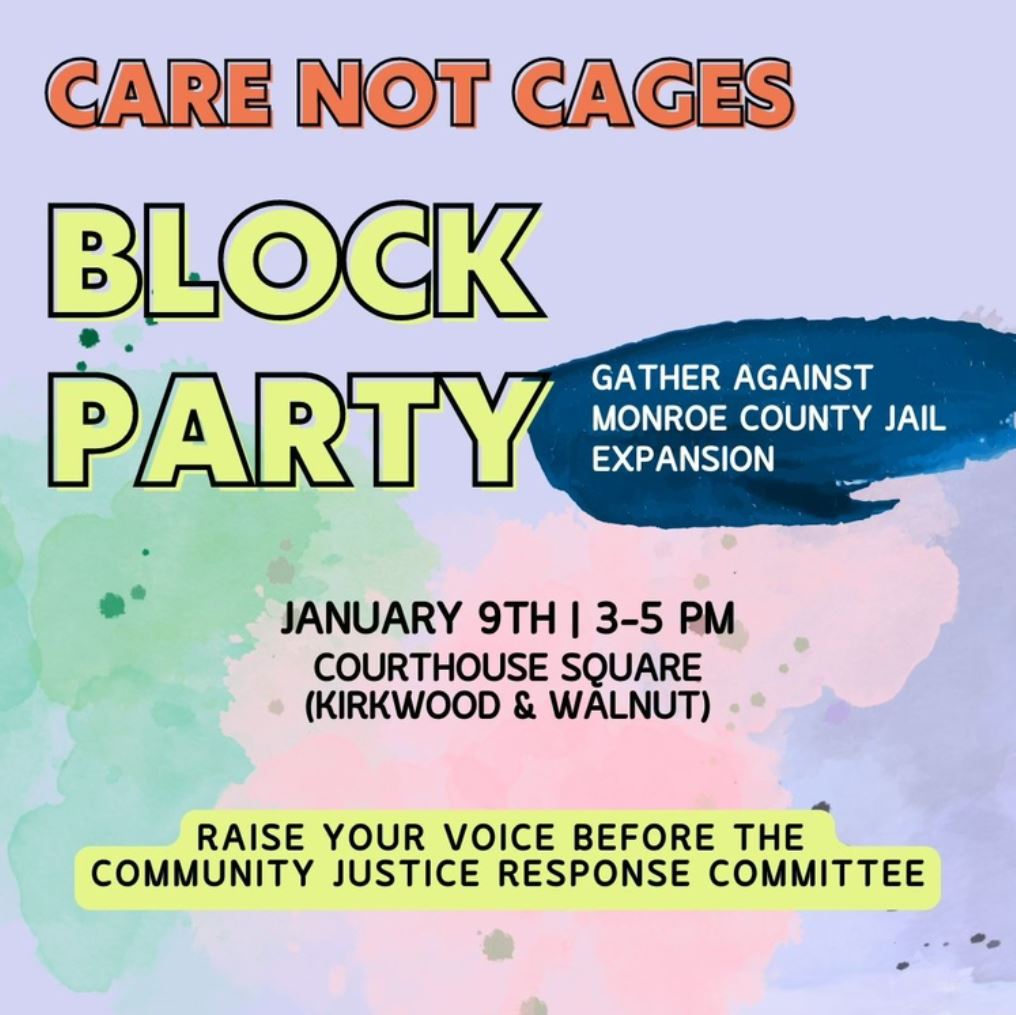 CARE NOT CAGES
BLOCK
PARTY
GATHER AGAINST
MONROE COUNTY JAIL
EXPANSION
JANUARY 9TH | 3-5 PM
COURTHOUSE SQUARE
(KIRKWOOD & WALNUT)
RAISE YOUR VOICE BEFORE THE
COMMUNITY JUSTICE RESPONSE COMMITTEE